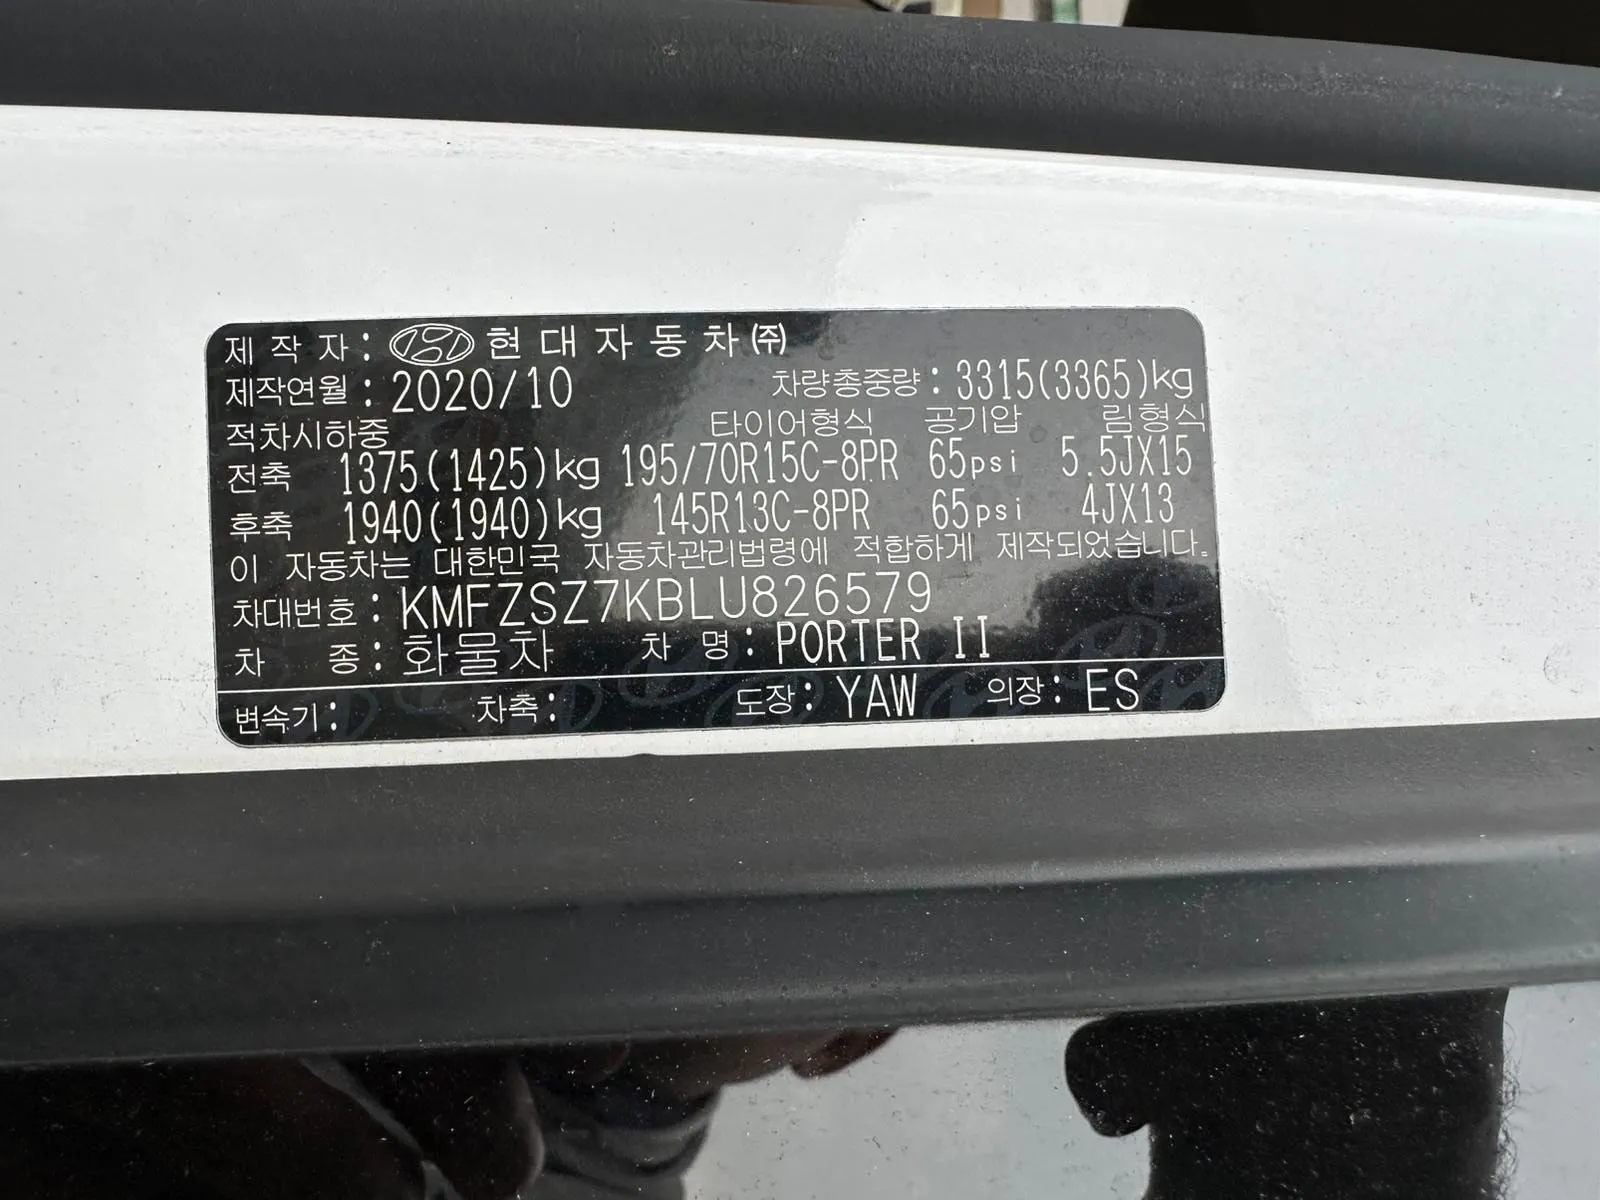 제 작 자 : 현 대 자 동 차 ㈜
제작연월 : 2020/10 차량총중량 : 3315(3365)kg
적차시하중 타이어형식 공기압 림형식
전축 1375(1425)kg 195/70R15C-8PR 65psi 5.5JX15
후축 1940(1940)kg 145R13C-8PR 65psi 4JX13
이 자동차는 대한민국 자동차관리법령에 적합하게 제작되었습니다.
차대번호 : KMFZSZ7KBLU826579
차 종 : 화물차 차 명 : PORTER II
변속기 : 차축 : 도장 : YAW 의장 : ES